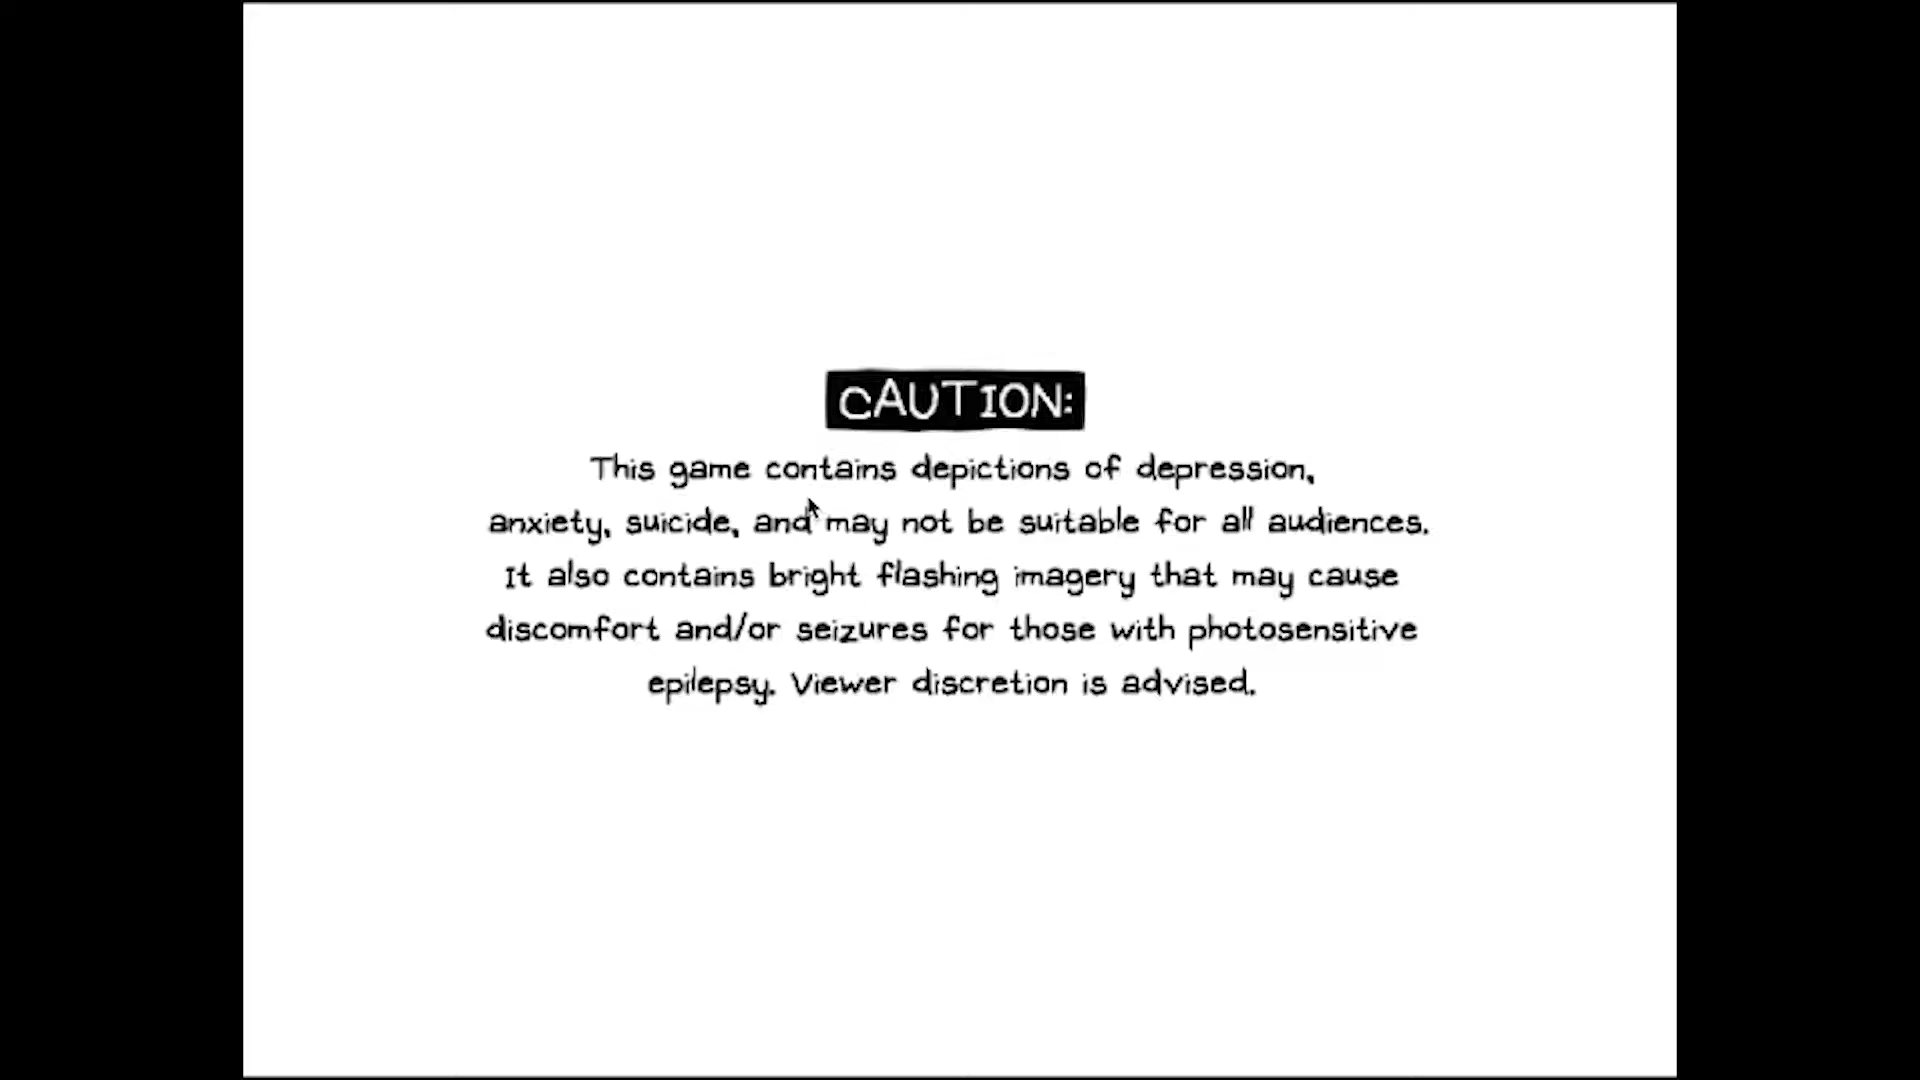 CAUTION:
This game contains depictions of depression,
anxiety, suicide, and may not be suitable for all audiences.
It also contains bright flashing imagery that may cause
discomfort and/or seizures for those with photosensitive
epilepsy. Viewer discretion is advised.